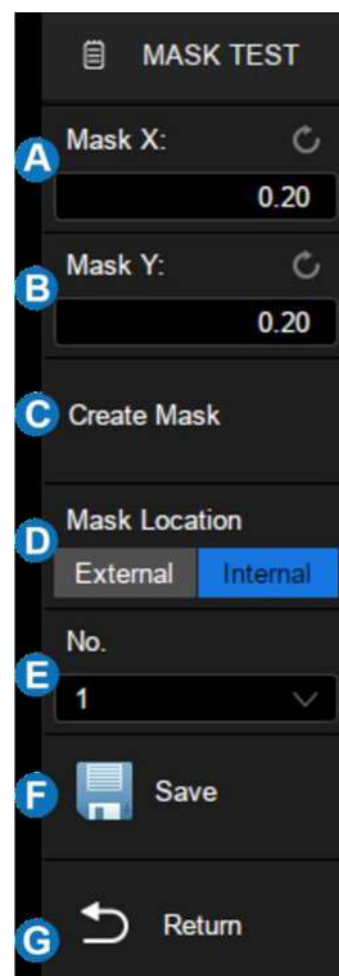 MASK TEST
A
Mask X:
0.20
B
Mask Y:
0.20
C
Create Mask
D
Mask Location
External Internal
E
No.
1
F
Save
G
Return